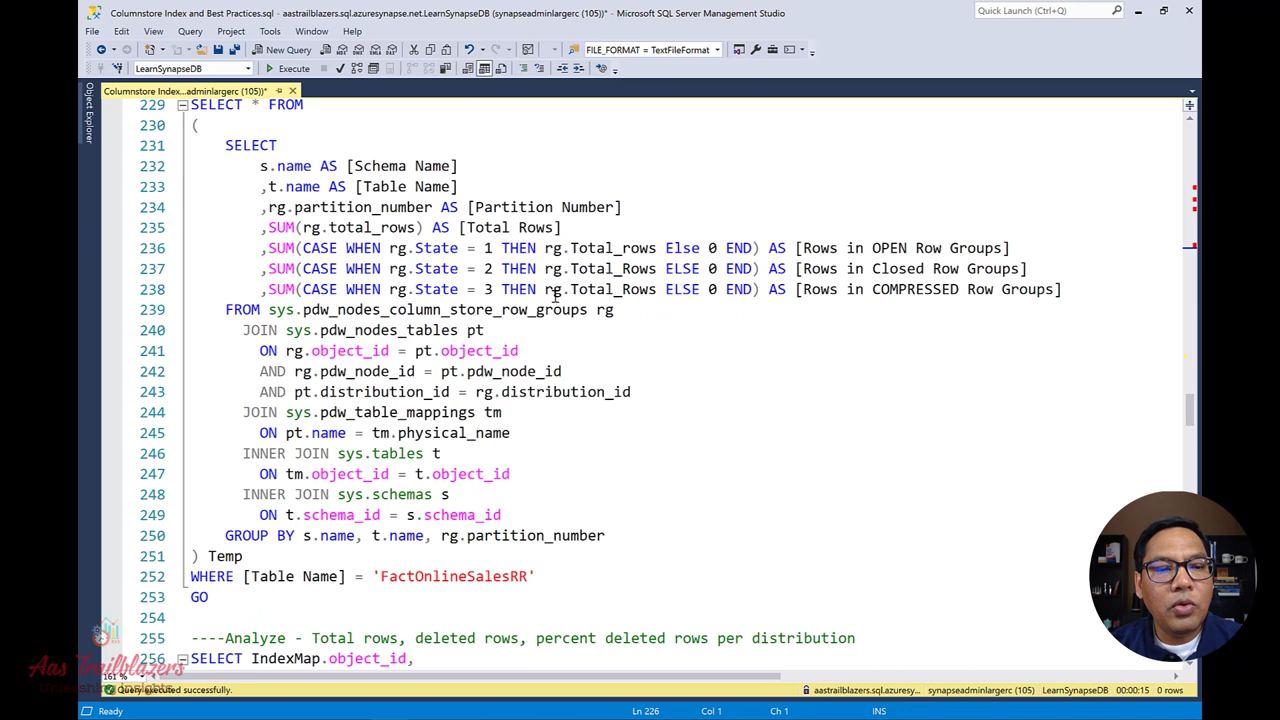 Columnstore Index and Best Practices.sql - aastrailblazers.sql.azuresynapse.net.LearnSynapseDB (synapseadminlargerc (105))* - Microsoft SQL Server Management Studio
Quick Launch (Ctrl+Q)
File Edit View Query Project Tools Window Help
New Query
FILE_FORMAT = TextFileFormat
LearnSynapseDB
Execute
Columnstore Index...adminlargerc (105))*
Object Explorer
229 SELECT * FROM
230 (
231 SELECT
232 s.name AS [Schema Name]
233 ,t.name AS [Table Name]
234 ,rg.partition_number AS [Partition Number]
235 ,SUM(rg.total_rows) AS [Total Rows]
236 ,SUM(CASE WHEN rg.State = 1 THEN rg.Total_rows Else 0 END) AS [Rows in OPEN Row Groups]
237 ,SUM(CASE WHEN rg.State = 2 THEN rg.Total_Rows ELSE 0 END) AS [Rows in Closed Row Groups]
238 ,SUM(CASE WHEN rg.State = 3 THEN rg.Total_Rows ELSE 0 END) AS [Rows in COMPRESSED Row Groups]
239 FROM sys.pdw_nodes_column_store_row_groups rg
240 JOIN sys.pdw_nodes_tables pt
241 ON rg.object_id = pt.object_id
242 AND rg.pdw_node_id = pt.pdw_node_id
243 AND pt.distribution_id = rg.distribution_id
244 JOIN sys.pdw_table_mappings tm
245 ON pt.name = tm.physical_name
246 INNER JOIN sys.tables t
247 ON tm.object_id = t.object_id
248 INNER JOIN sys.schemas s
249 ON t.schema_id = s.schema_id
250 GROUP BY s.name, t.name, rg.partition_number
251 ) Temp
252 WHERE [Table Name] = 'FactOnlineSalesRR'
253 GO
254
255 ----Analyze - Total rows, deleted rows, percent deleted rows per distribution
256 SELECT IndexMap.object_id,
Aas Trailblazers
Unleashing Insights
161 %
Query executed successfully.
aastrailblazers.sql.azuresy... synapseadminlargerc (105) LearnSynapseDB 00:00:15 0 rows
Ready Ln 226 Col 1 Ch 1 INS